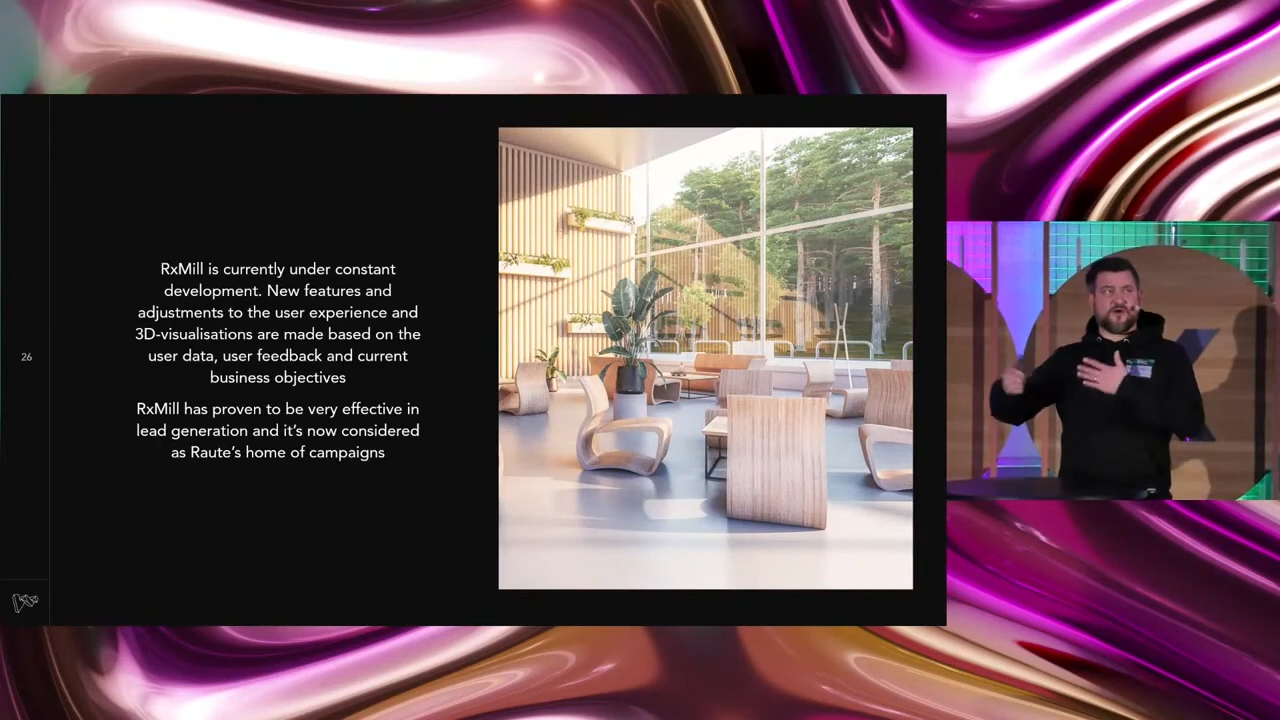 RxMill is currently under constant
development. New features and
adjustments to the user experience and
3D-visualisations are made based on the
user data, user feedback and current
business objectives
RxMill has proven to be very effective in
lead generation and it's now considered
as Raute's home of campaigns
26